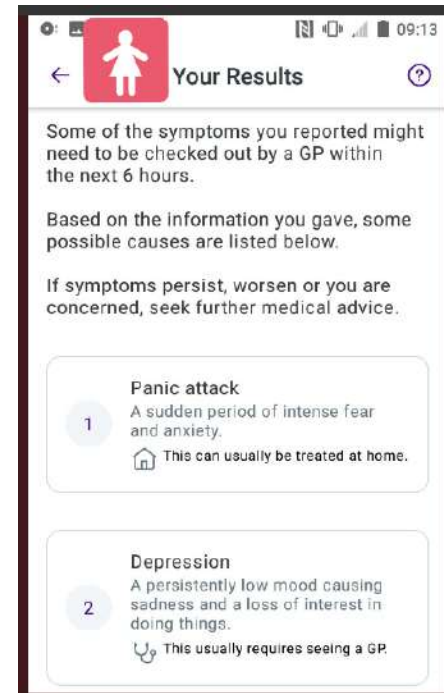 09:13
Your Results
Some of the symptoms you reported might
need to be checked out by a GP within
the next 6 hours.
Based on the information you gave, some
possible causes are listed below.
If symptoms persist, worsen or you are
concerned, seek further medical advice.
Panic attack
1
A sudden period of intense fear
and anxiety.
This can usually be treated at home.
Depression
2
A persistently low mood causing
sadness and a loss of interest in
doing things.
This usually requires seeing a GP.